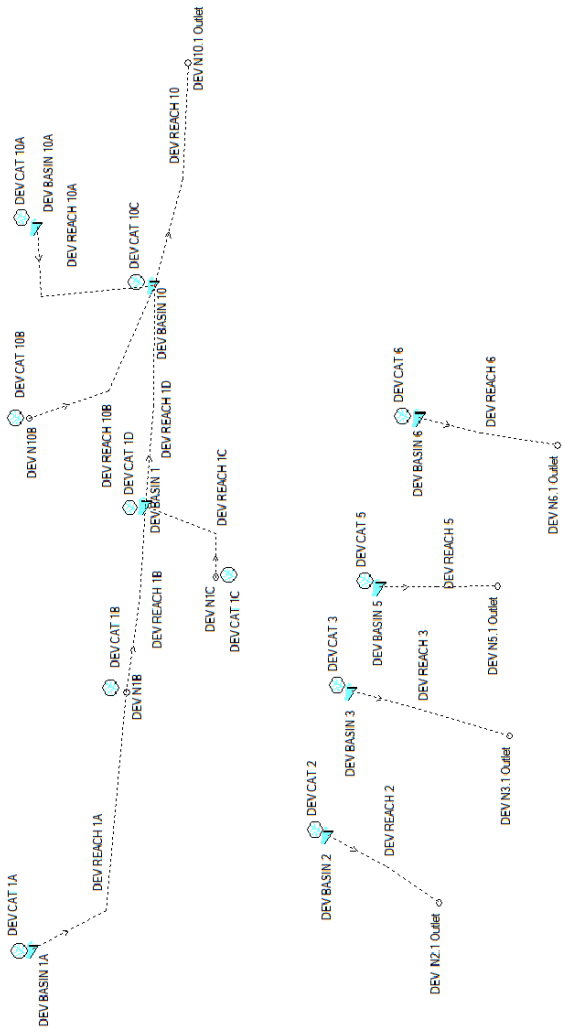 DEV N10.1 Outlet
DEV REACH 10
DEV CAT 10A
DEV BASIN 10A
DEV REACH 10A
DEV CAT 10C
DEV BASIN 10
DEV CAT 10B
DEV N10B
DEV REACH 10B
DEV REACH 1D
DEV CAT 1D
DEV BASIN 1
DEV REACH 1C
DEV N1C
DEV CAT 1C
DEV REACH 1B
DEV CAT 1B
DEV N1B
DEV REACH 1A
DEV CAT 1A
DEV BASIN 1A
DEV CAT 6
DEV BASIN 6
DEV REACH 6
DEV N6.1 Outlet
DEV CAT 5
DEV BASIN 5
DEV REACH 5
DEV N5.1 Outlet
DEV CAT 3
DEV BASIN 3
DEV REACH 3
DEV N3.1 Outlet
DEV CAT 2
DEV BASIN 2
DEV REACH 2
DEV N2.1 Outlet